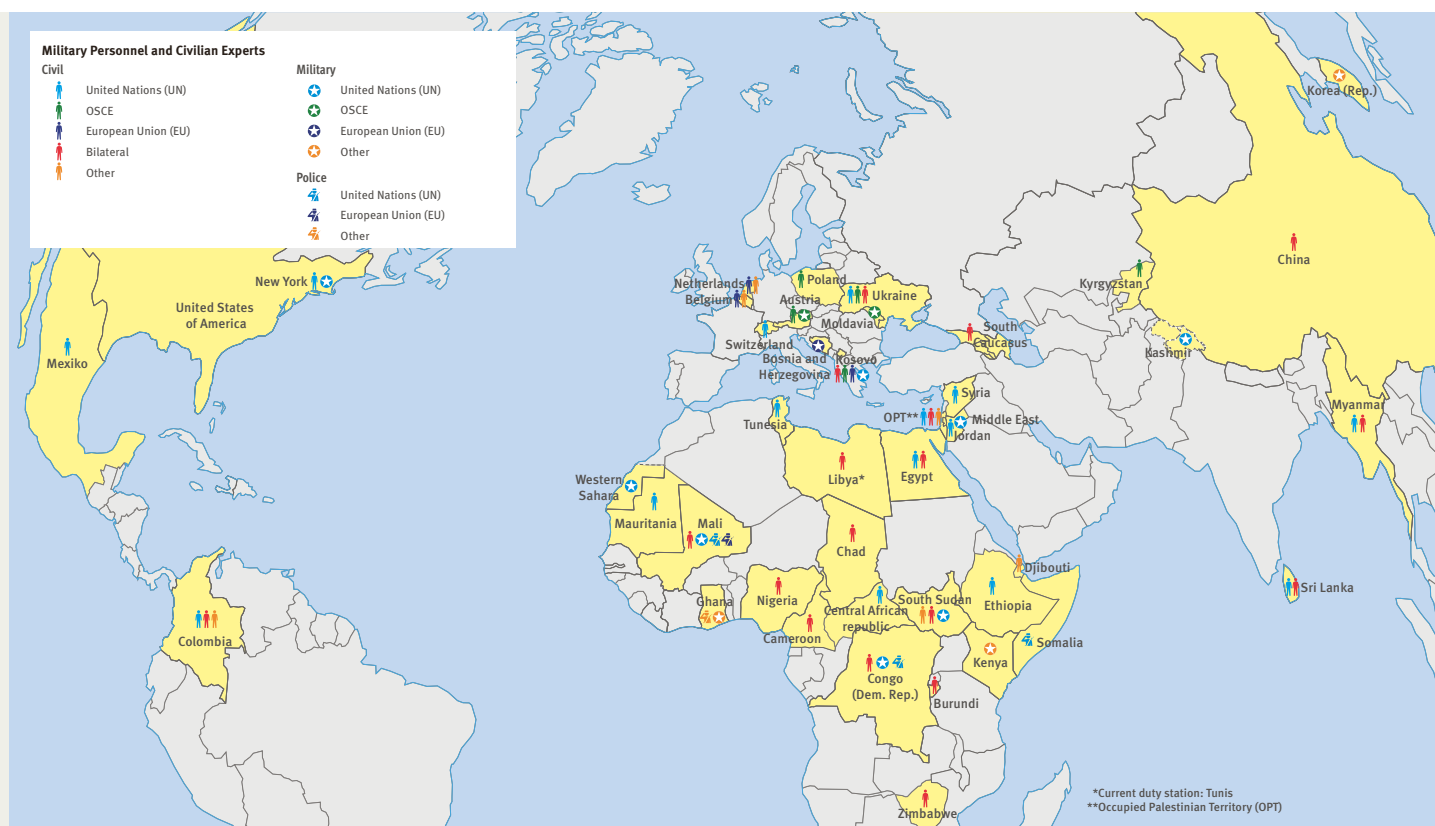 Military Personnel and Civilian Experts
Civil
United Nations (UN)
OSCE
European Union (EU)
Bilateral
Other
Military
United Nations (UN)
OSCE
European Union (EU)
Other
Police
United Nations (UN)
European Union (EU)
Other
New York
United States
of America
Mexiko
Colombia
Netherlands
Belgium
Poland
Austria
Ukraine
Moldavia
Switzerland
Bosnia and
Herzegovina
Kosovo
South
Caucasus
Kyrgyzstan
Kashmir
China
Korea (Rep.)
Myanmar
Sri Lanka
Syria
OPT**
Middle East
Jordan
Tunesia
Libya*
Egypt
Western
Sahara
Mauritania
Mali
Chad
Djibouti
Ghana
Nigeria
Cameroon
Central African
republic
South Sudan
Ethiopia
Somalia
Kenya
Congo
(Dem. Rep.)
Burundi
Zimbabwe
*Current duty station: Tunis
**Occupied Palestinian Territory (OPT)